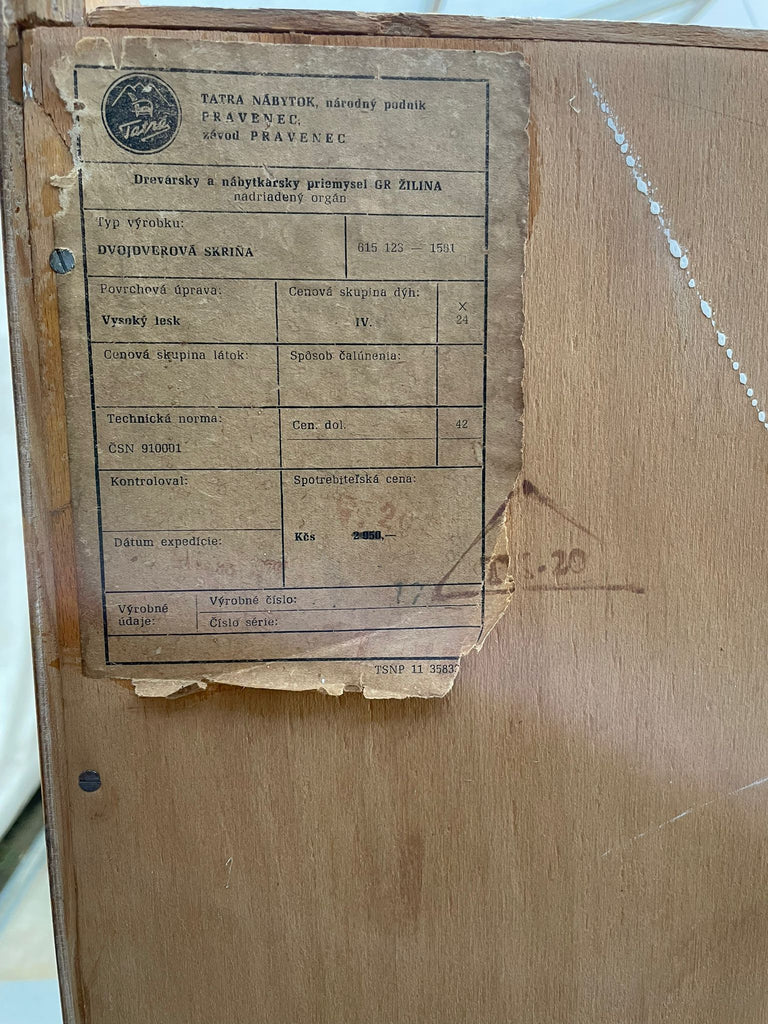 Tatra
TATRA NÁBYTOK, národný podnik
PRAVENEC,
závod PRAVENEC
Drevársky a nábytkársky priemysel GR ŽILINA
nadriadený orgán
Typ výrobku:
DVOJDVEROVÁ SKRIŇA
615 123 — 1581
Povrchová úprava:
Vysoký lesk
Cenová skupina dýh:
IV.
X
24
Cenová skupina látok:
Spôsob čalúnenia:
Technická norma:
ČSN 910001
Cen. dol.
42
Kontroloval:
Spotrebiteľská cena:
Dátum expedície:
Kčs 2 950,—
Výrobné údaje:
Výrobné číslo:
Číslo série:
TSNP 11 3583